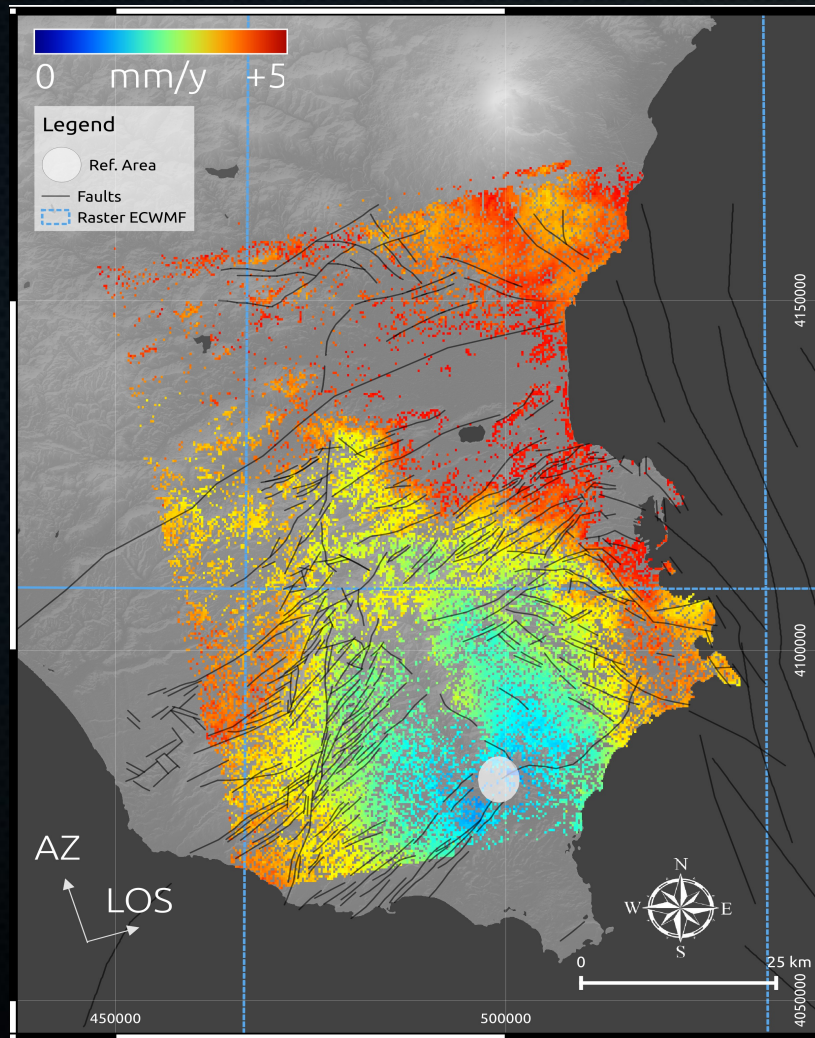 0 mm/y +5
Legend
Ref. Area
Faults
Raster ECWMF
4150000
4100000
AZ
LOS
N
W E
S
0 25 km
4050000
450000 500000